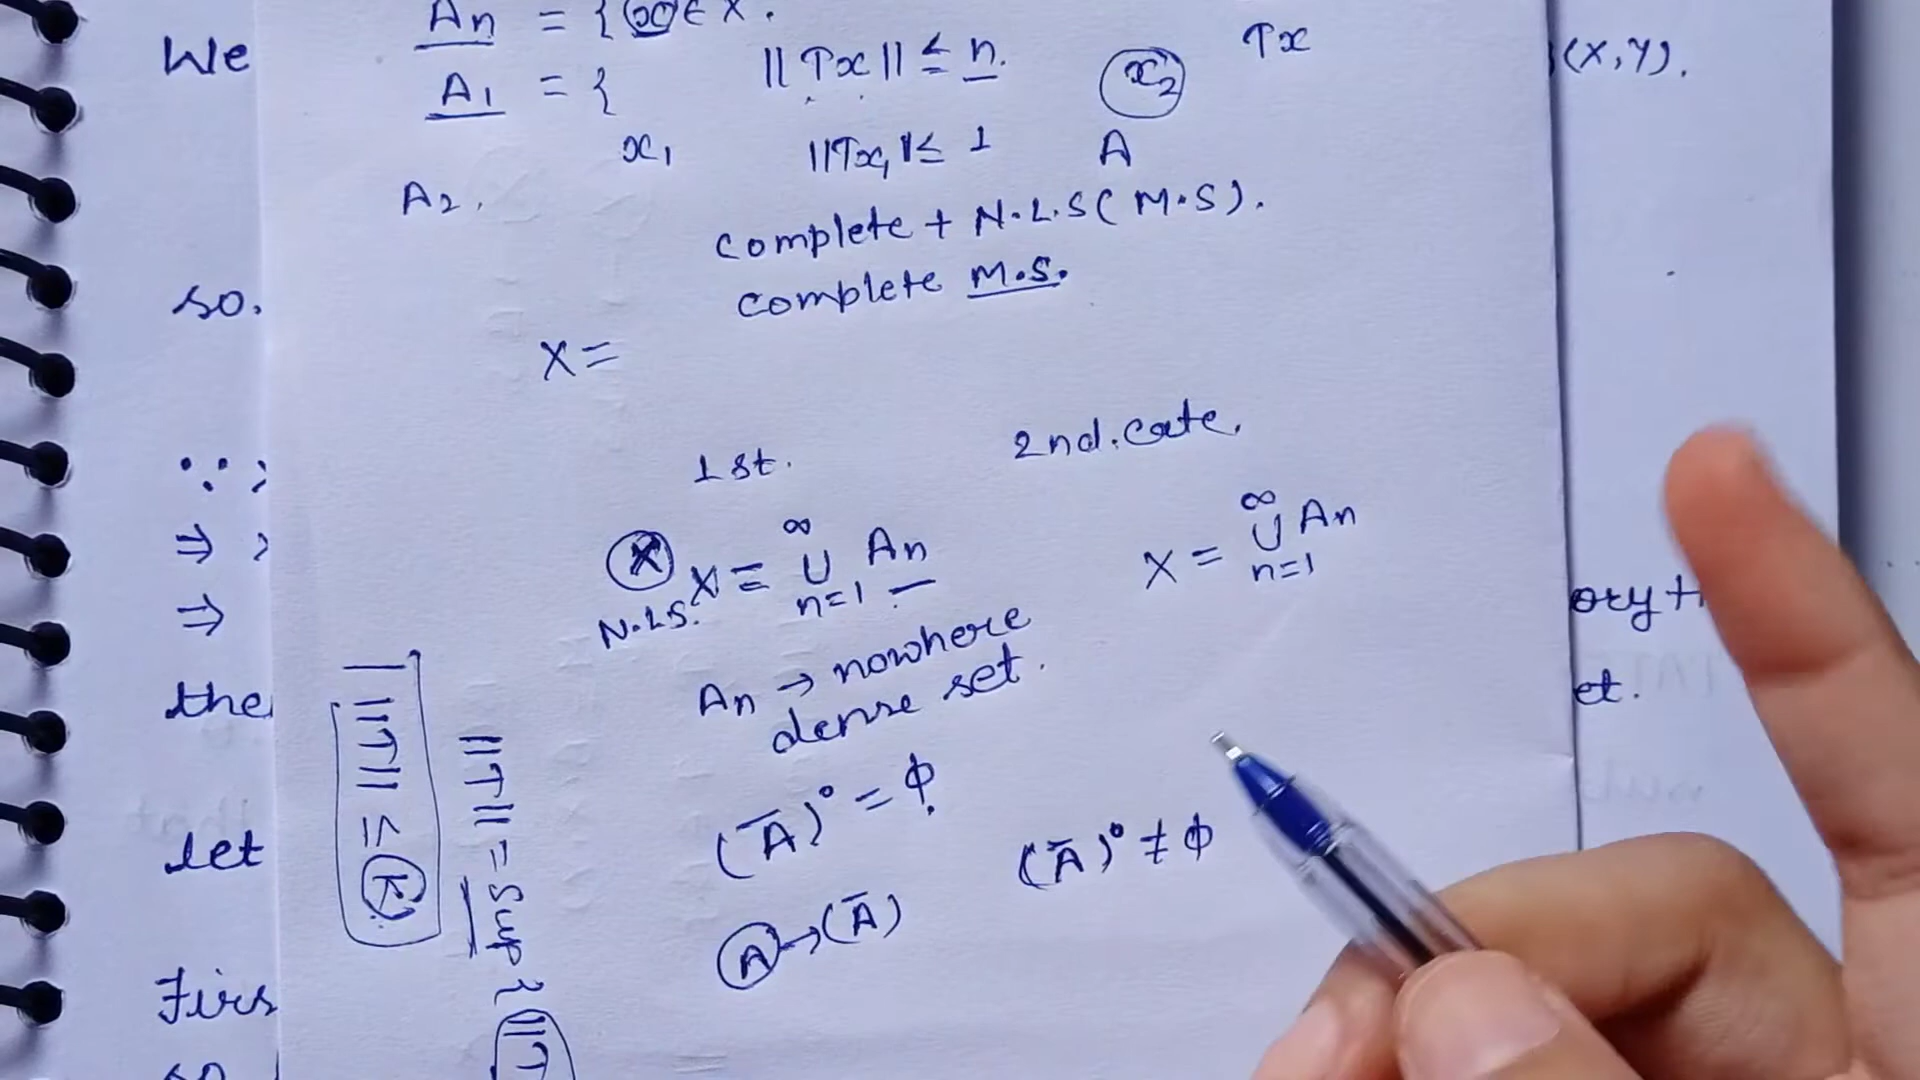 An = { x ∈ X .
|| Tx || ≤ n.
Tx
x2
A1 = {
x1
||Tx1|| ≤ 1
A
A2.
complete + N.L.S ( M.S ).
complete M.S.
X =
1st.
2nd. cate.
X X = ∞ ∪ n=1 An
N.L.S.
X = ∞ ∪ n=1 An
An → nowhere
dense set.
(Ā)° = ϕ.
(Ā)° ≠ ϕ
A → (Ā)
||T|| ≤ K
||T|| = Sup { ||T
We
(X,Y).
so.
∵
⇒
⇒
ory
the
et.
let
Firs
so